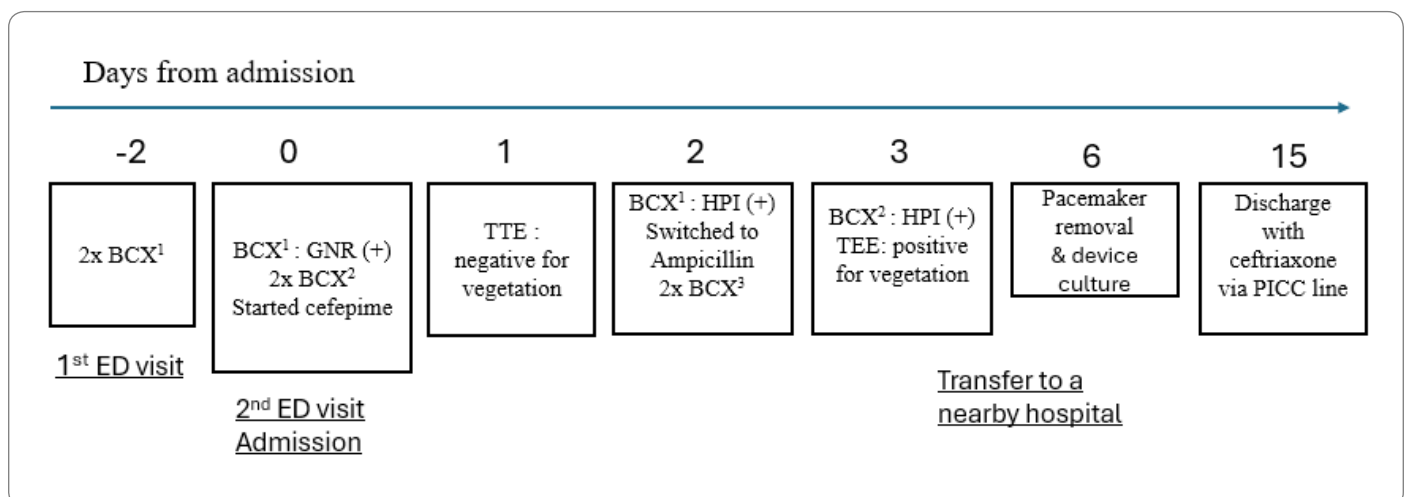 Days from admission
-2
0
1
2
3
6
15
2x BCX¹
BCX¹ : GNR (+)
2x BCX²
Started cefepime
TTE :
negative for
vegetation
BCX¹ : HPI (+)
Switched to
Ampicillin
2x BCX³
BCX² : HPI (+)
TEE: positive
for vegetation
Pacemaker
removal
& device
culture
Discharge
with
ceftriaxone
via PICC line
1st ED visit
2nd ED visit
Admission
Transfer to a
nearby hospital